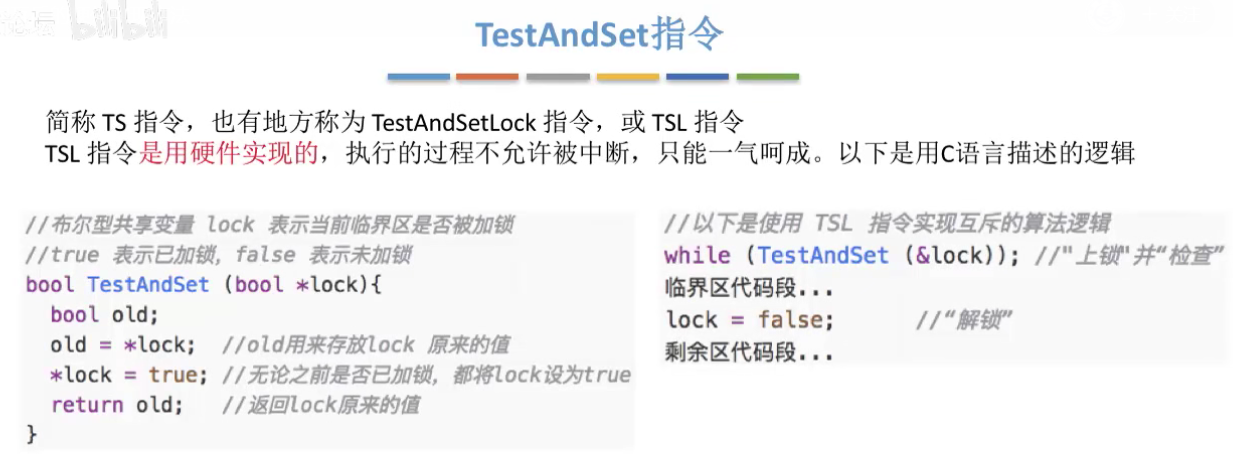 论坛 bilibili
TestAndSet指令
简称 TS 指令，也有地方称为 TestAndSetLock 指令，或 TSL 指令
TSL 指令是用硬件实现的，执行的过程不允许被中断，只能一气呵成。以下是用C语言描述的逻辑
//布尔型共享变量 lock 表示当前临界区是否被加锁
//true 表示已加锁，false 表示未加锁
bool TestAndSet (bool *lock){
bool old;
old = *lock; //old用来存放lock 原来的值
*lock = true; //无论之前是否已加锁，都将lock设为true
return old; //返回lock原来的值
}
//以下是使用 TSL 指令实现互斥的算法逻辑
while (TestAndSet (&lock)); //"上锁"并“检查”
临界区代码段...
lock = false; //“解锁”
剩余区代码段...